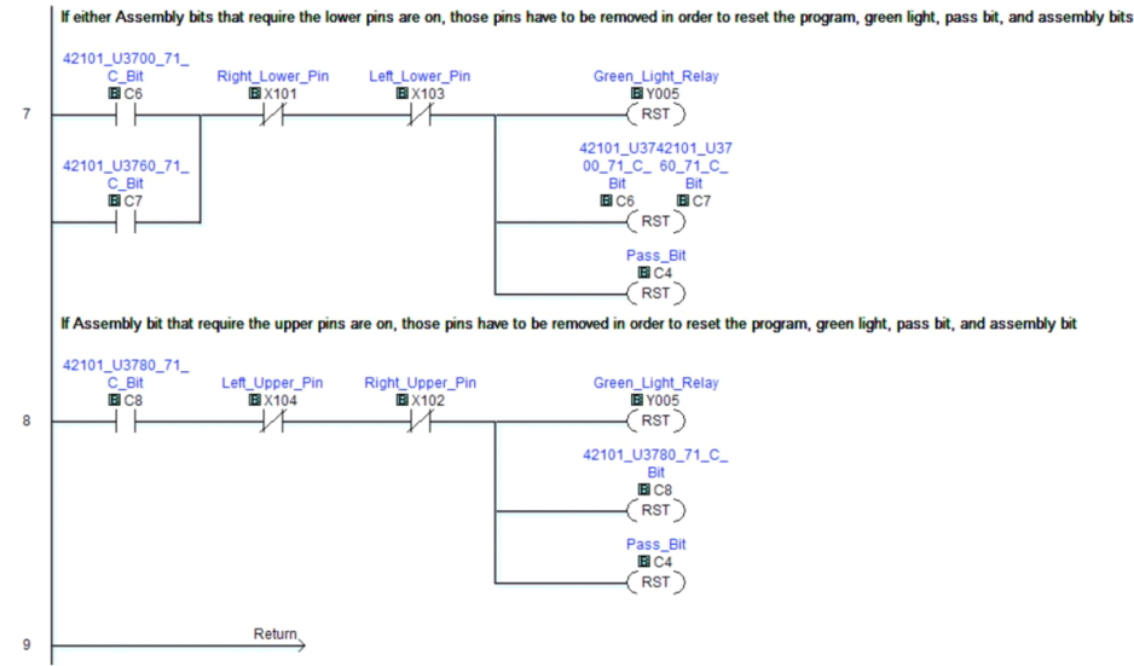 If either Assembly bits that require the lower pins are on, those pins have to be removed in order to reset the program, green light, pass bit, and assembly bits
42101_U3700_71_
C_Bit
C6
Right_Lower_Pin
X101
Left_Lower_Pin
X103
Green_Light_Relay
Y005
7
RST
42101_U3760_71_
C_Bit
C7
42101_U3742101_U37
00_71_C_ 60_71_C_
Bit Bit
C6 C7
RST
Pass_Bit
C4
RST
If Assembly bit that require the upper pins are on, those pins have to be removed in order to reset the program, green light, pass bit, and assembly bit
42101_U3780_71_
C_Bit
C8
Left_Upper_Pin
X104
Right_Upper_Pin
X102
Green_Light_Relay
Y005
8
RST
42101_U3780_71_C_
Bit
C8
RST
Pass_Bit
C4
RST
9
Return